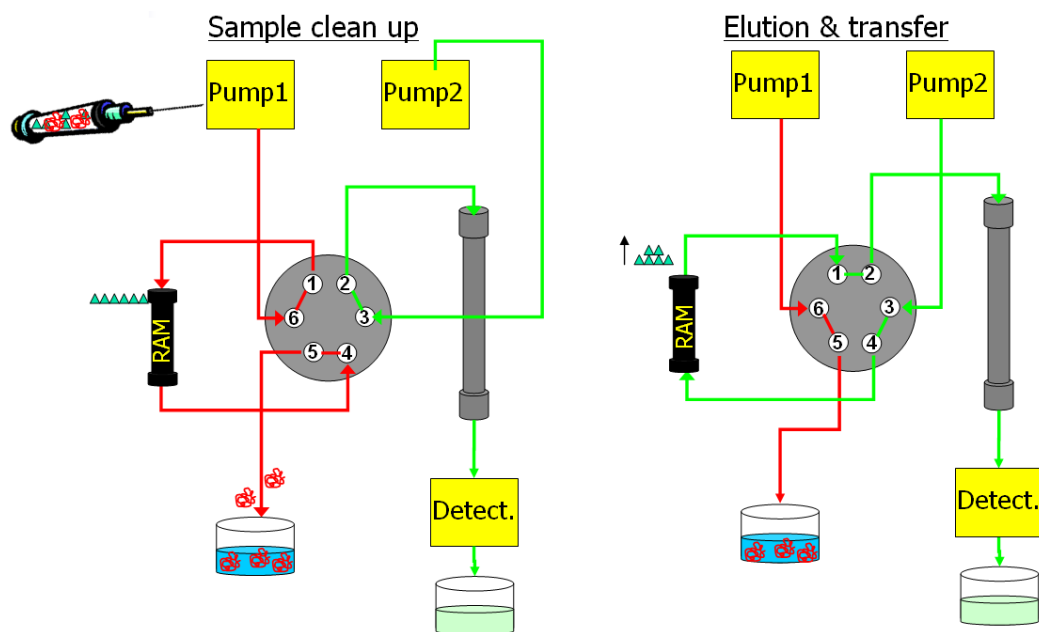 Sample clean up
Pump1
Pump2
1
2
3
4
5
6
RAM
Detect.
Elution & transfer
Pump1
Pump2
1
2
3
4
5
6
RAM
Detect.